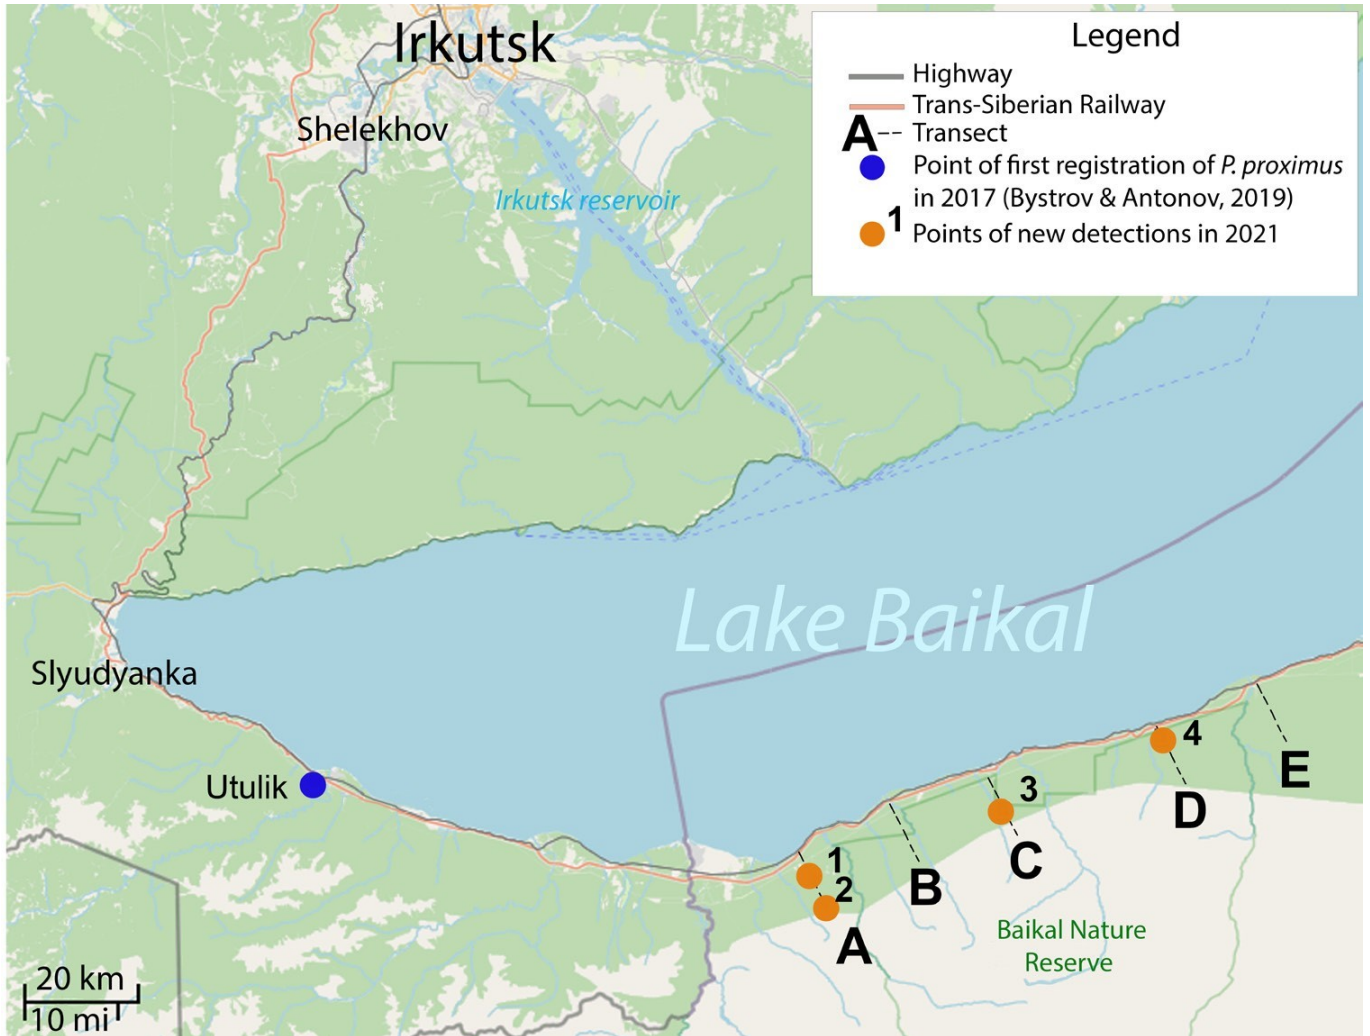 Irkutsk
Shelekhov
Irkutsk reservoir
Legend
Highway
Trans-Siberian Railway
A Transect
Point of first registration of P. proximus
in 2017 (Bystrov & Antonov, 2019)
1 Points of new detections in 2021
Lake Baikal
Slyudyanka
Utulik
1
2
A
B
3
C
4
D
E
Baikal Nature
Reserve
20 km
10 mi